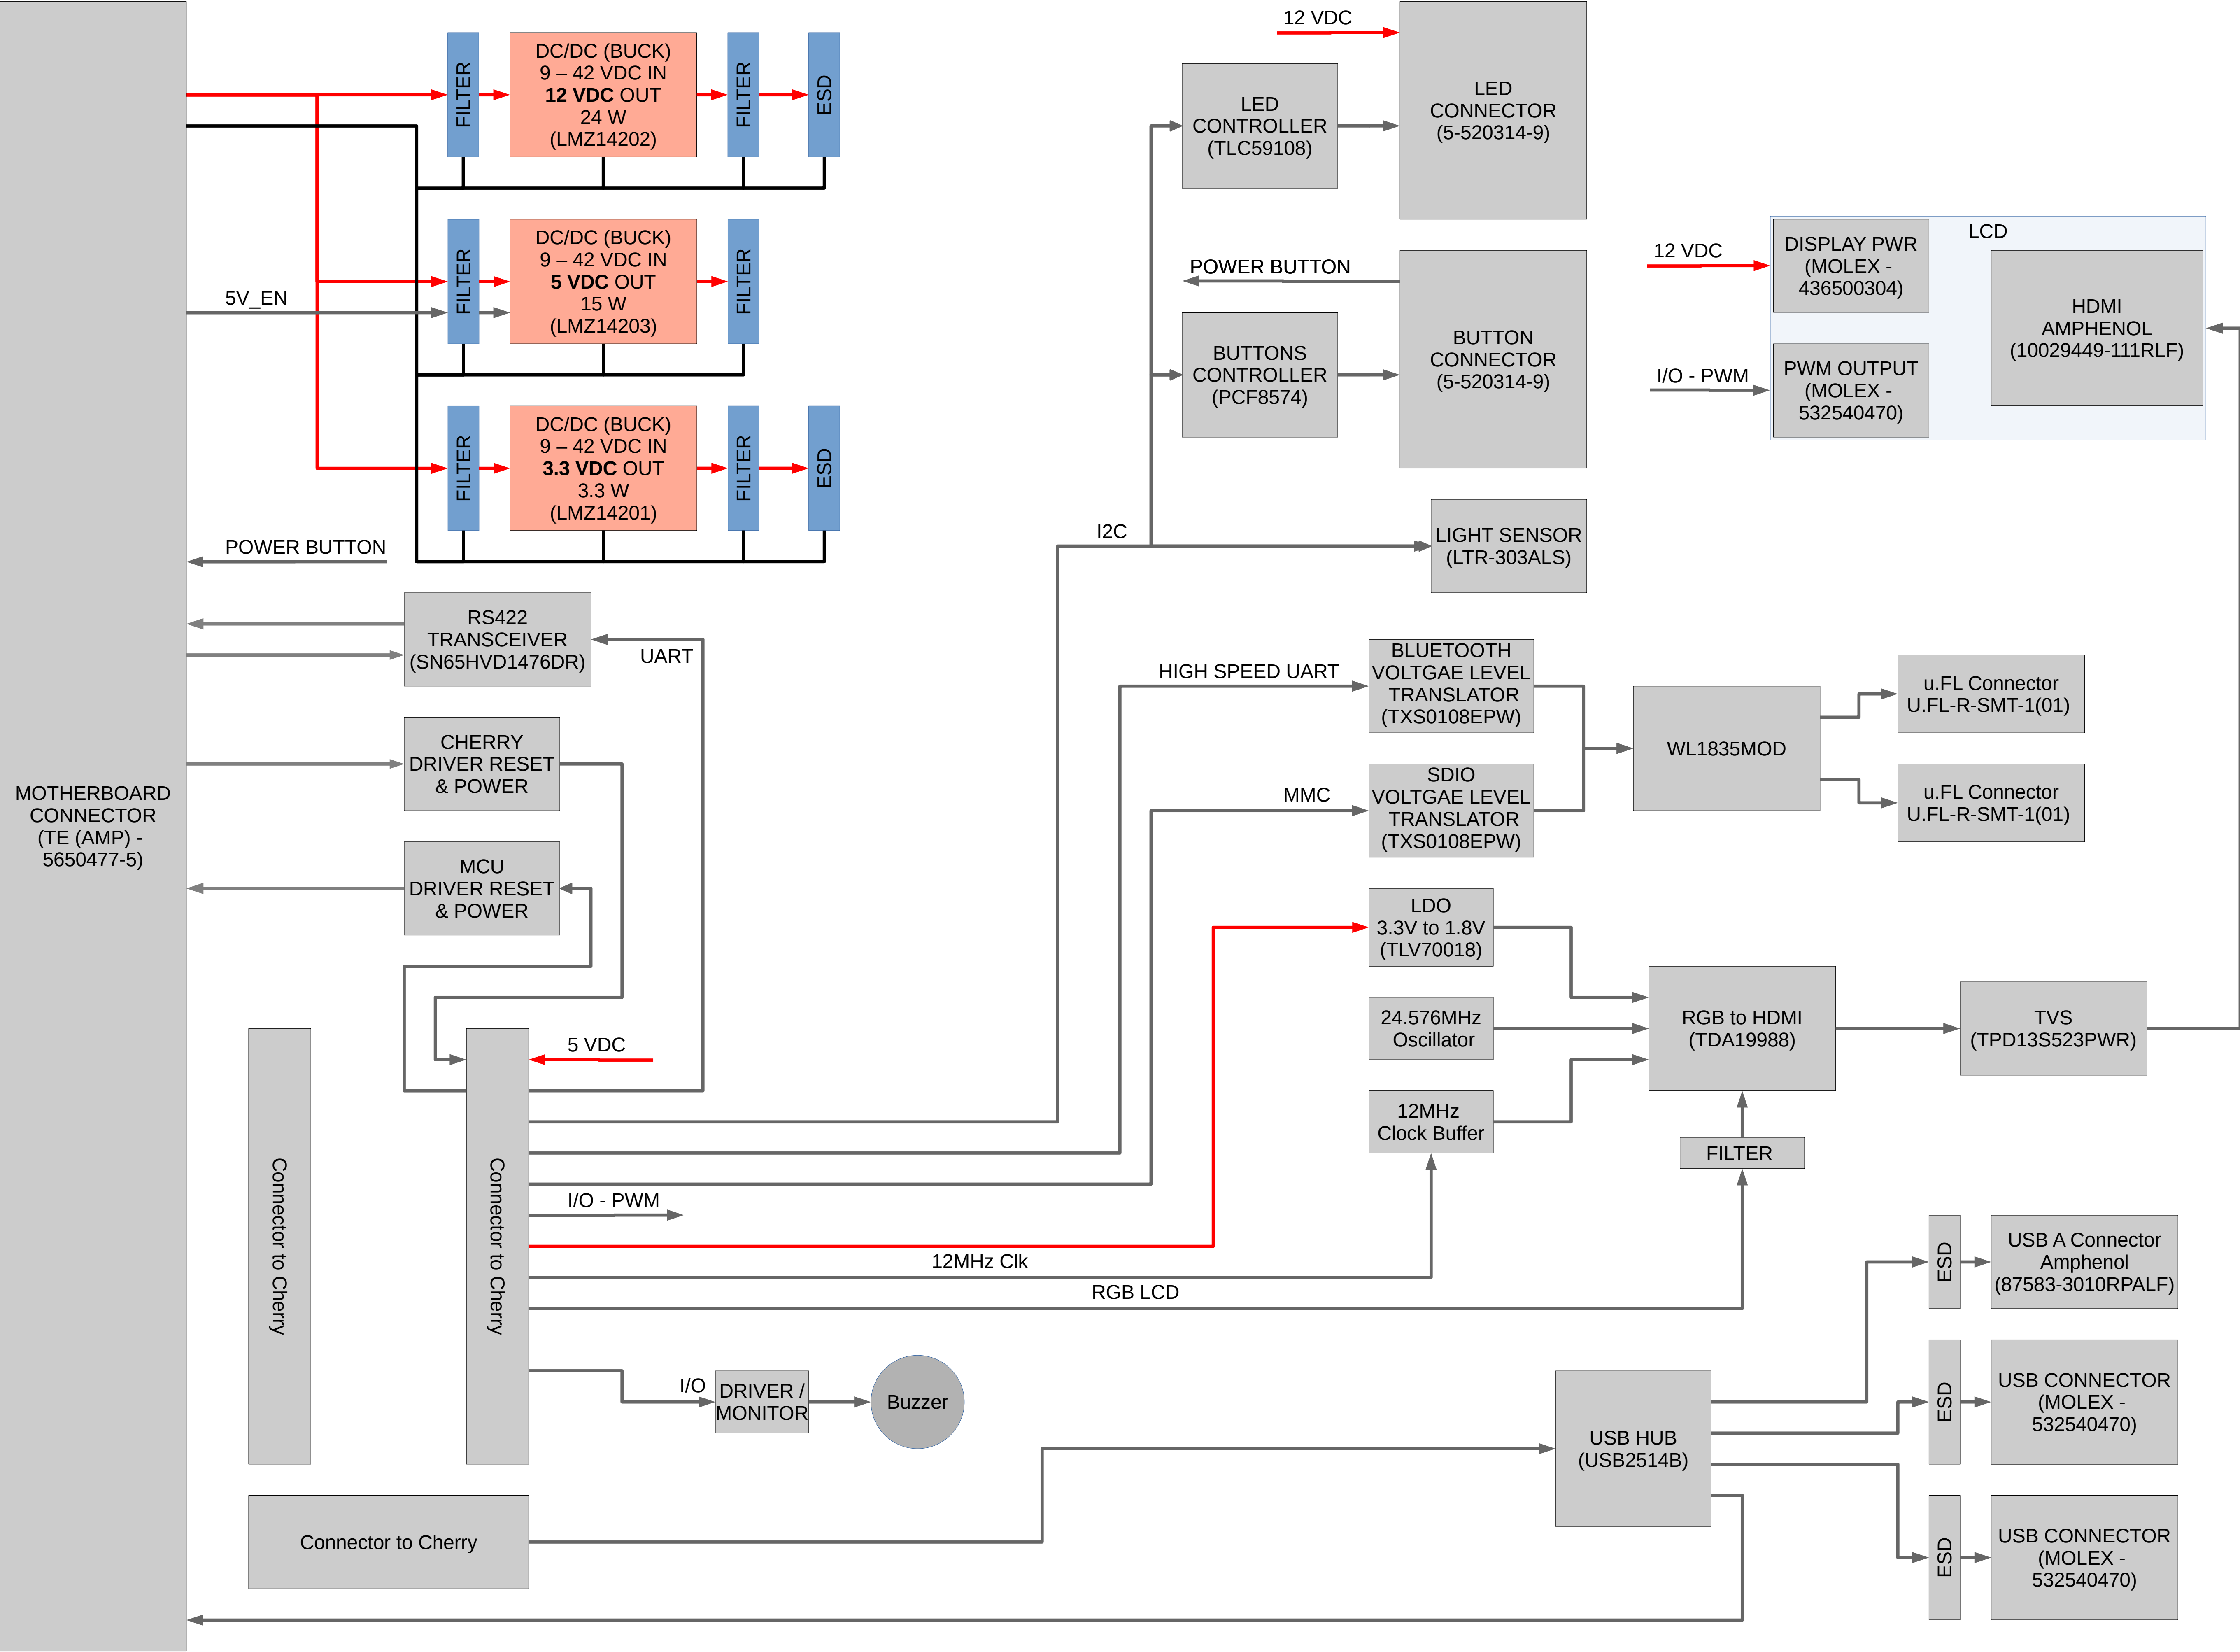 MOTHERBOARD
CONNECTOR
(TE (AMP) -
5650477-5)
FILTER
DC/DC (BUCK)
9 – 42 VDC IN
12 VDC OUT
24 W
(LMZ14202)
FILTER
ESD
5V_EN
FILTER
DC/DC (BUCK)
9 – 42 VDC IN
5 VDC OUT
15 W
(LMZ14203)
FILTER
FILTER
DC/DC (BUCK)
9 – 42 VDC IN
3.3 VDC OUT
3.3 W
(LMZ14201)
FILTER
ESD
POWER BUTTON
RS422
TRANSCEIVER
(SN65HVD1476DR)
UART
CHERRY
DRIVER RESET
& POWER
MCU
DRIVER RESET
& POWER
Connector to Cherry
Connector to Cherry
5 VDC
I/O - PWM
12MHz Clk
RGB LCD
I/O
DRIVER /
MONITOR
Buzzer
Connector to Cherry
12 VDC
LED
CONTROLLER
(TLC59108)
LED
CONNECTOR
(5-520314-9)
POWER BUTTON
BUTTONS
CONTROLLER
(PCF8574)
BUTTON
CONNECTOR
(5-520314-9)
I2C
LIGHT SENSOR
(LTR-303ALS)
12 VDC
I/O - PWM
LCD
DISPLAY PWR
(MOLEX -
436500304)
PWM OUTPUT
(MOLEX -
532540470)
HDMI
AMPHENOL
(10029449-111RLF)
HIGH SPEED UART
BLUETOOTH
VOLTGAE LEVEL
TRANSLATOR
(TXS0108EPW)
MMC
SDIO
VOLTGAE LEVEL
TRANSLATOR
(TXS0108EPW)
WL1835MOD
u.FL Connector
U.FL-R-SMT-1(01)
u.FL Connector
U.FL-R-SMT-1(01)
LDO
3.3V to 1.8V
(TLV70018)
24.576MHz
Oscillator
12MHz
Clock Buffer
RGB to HDMI
(TDA19988)
TVS
(TPD13S523PWR)
FILTER
USB HUB
(USB2514B)
ESD
USB A Connector
Amphenol
(87583-3010RPALF)
ESD
USB CONNECTOR
(MOLEX -
532540470)
ESD
USB CONNECTOR
(MOLEX -
532540470)